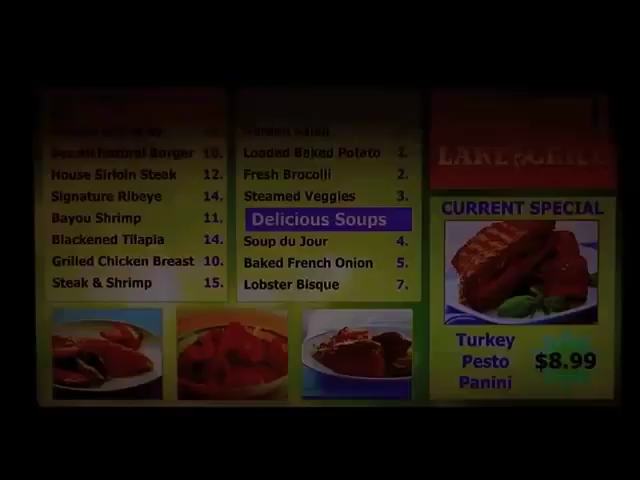 Natural Burger 10.
House Sirloin Steak 12.
Signature Ribeye 14.
Bayou Shrimp 11.
Blackened Tilapia 14.
Grilled Chicken Breast 10.
Steak & Shrimp 15.
Loaded Baked Potato 2.
Fresh Brocolli 2.
Steamed Veggies 3.
Delicious Soups
Soup du Jour 4.
Baked French Onion 5.
Lobster Bisque 7.
LAKE GRILL
CURRENT SPECIAL
Turkey
Pesto
Panini
$8.99